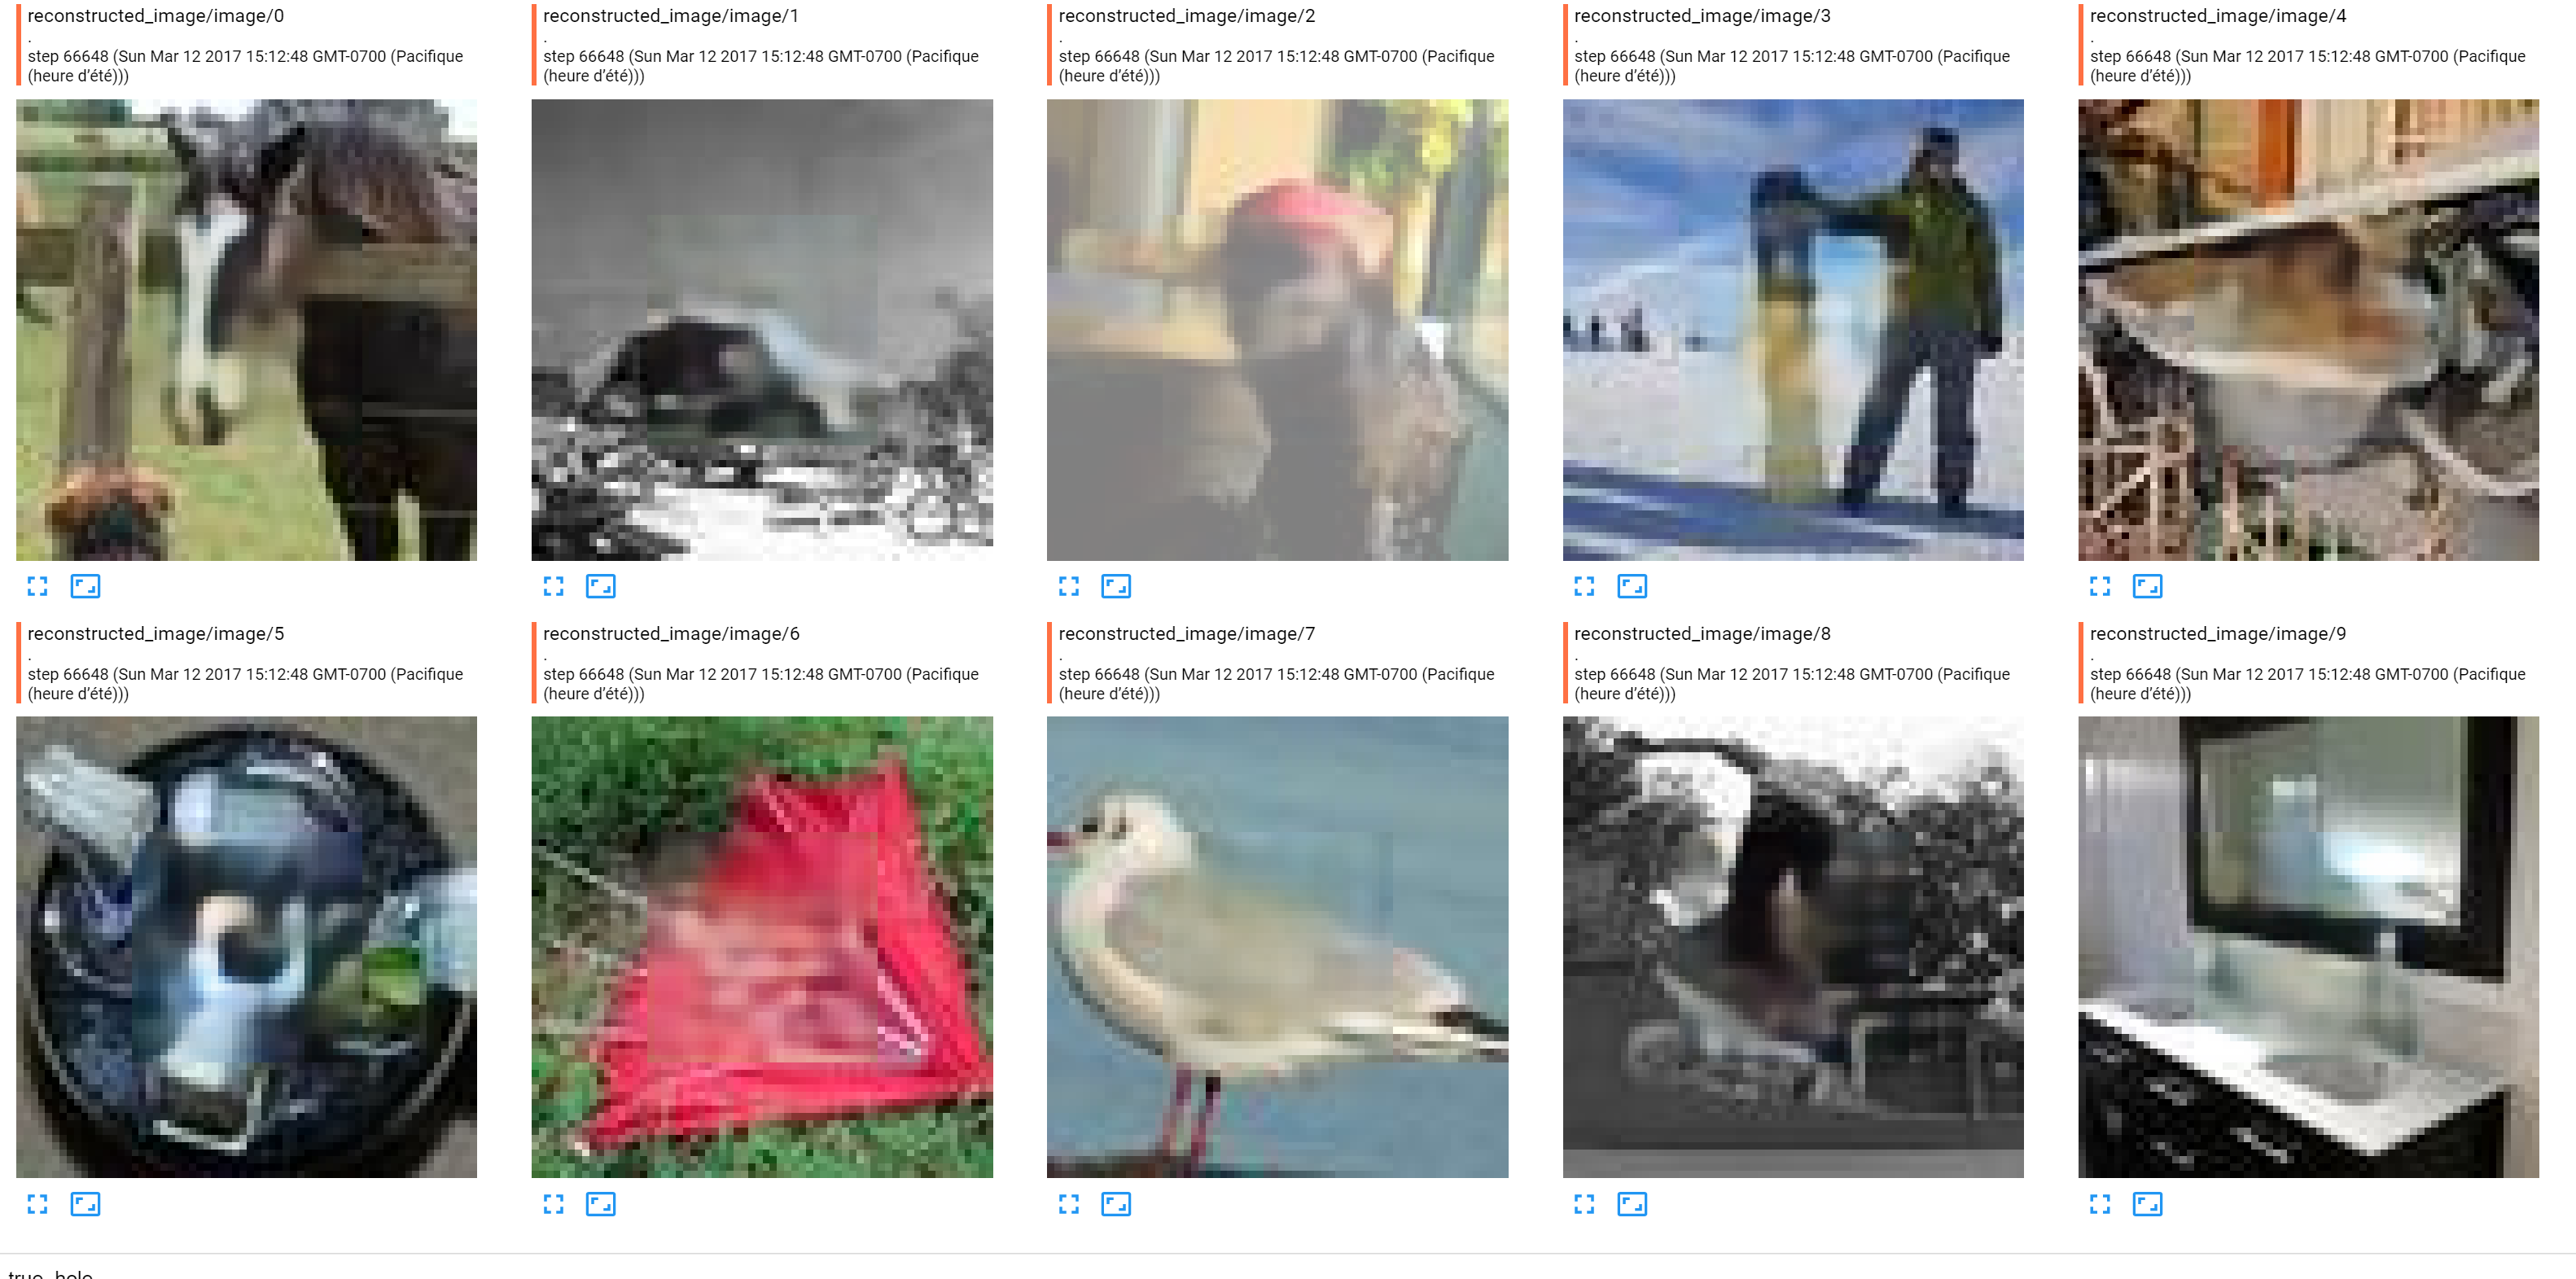 reconstructed_image/image/0
.
step 66648 (Sun Mar 12 2017 15:12:48 GMT-0700 (Pacifique
(heure d’été)))
reconstructed_image/image/1
.
step 66648 (Sun Mar 12 2017 15:12:48 GMT-0700 (Pacifique
(heure d’été)))
reconstructed_image/image/2
.
step 66648 (Sun Mar 12 2017 15:12:48 GMT-0700 (Pacifique
(heure d’été)))
reconstructed_image/image/3
.
step 66648 (Sun Mar 12 2017 15:12:48 GMT-0700 (Pacifique
(heure d’été)))
reconstructed_image/image/4
.
step 66648 (Sun Mar 12 2017 15:12:48 GMT-0700 (Pacifique
(heure d’été)))
reconstructed_image/image/5
.
step 66648 (Sun Mar 12 2017 15:12:48 GMT-0700 (Pacifique
(heure d’été)))
reconstructed_image/image/6
.
step 66648 (Sun Mar 12 2017 15:12:48 GMT-0700 (Pacifique
(heure d’été)))
reconstructed_image/image/7
.
step 66648 (Sun Mar 12 2017 15:12:48 GMT-0700 (Pacifique
(heure d’été)))
reconstructed_image/image/8
.
step 66648 (Sun Mar 12 2017 15:12:48 GMT-0700 (Pacifique
(heure d’été)))
reconstructed_image/image/9
.
step 66648 (Sun Mar 12 2017 15:12:48 GMT-0700 (Pacifique
(heure d’été)))
true_hole